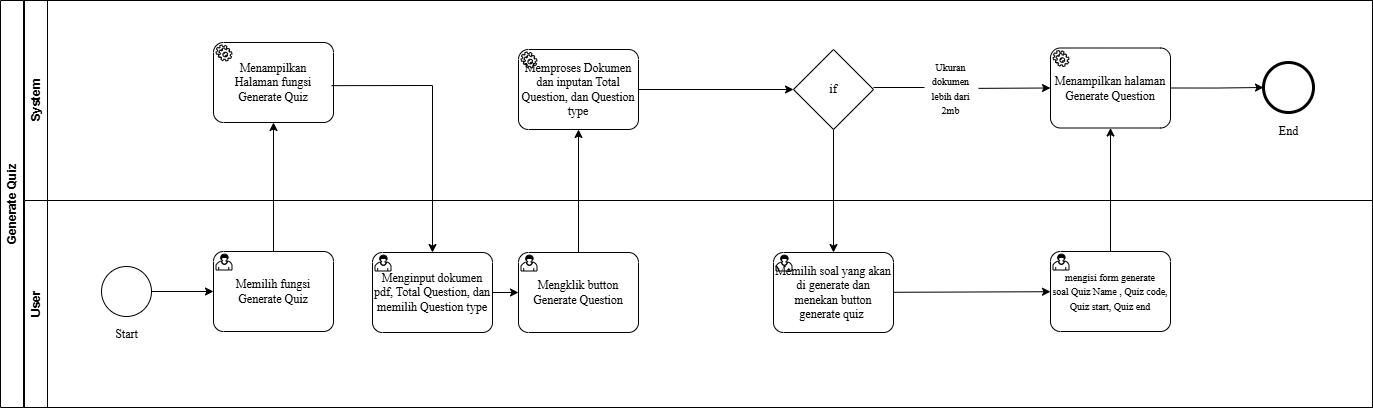 Generate Quiz
System
User
Start
Memilih fungsi
Generate Quiz
Menampilkan
Halaman fungsi
Generate Quiz
Menginput dokumen
pdf, Total Question, dan
memilih Question type
Mengklik button
Generate Question
Memproses Dokumen
dan inputan Total
Question, dan Question
type
if
Ukuran
dokumen
lebih dari
2mb
Memilih soal yang akan
di generate dan
menekan button
generate quiz
mengisi form generate
soal Quiz Name , Quiz code,
Quiz start, Quiz end
Menampilkan halaman
Generate Question
End